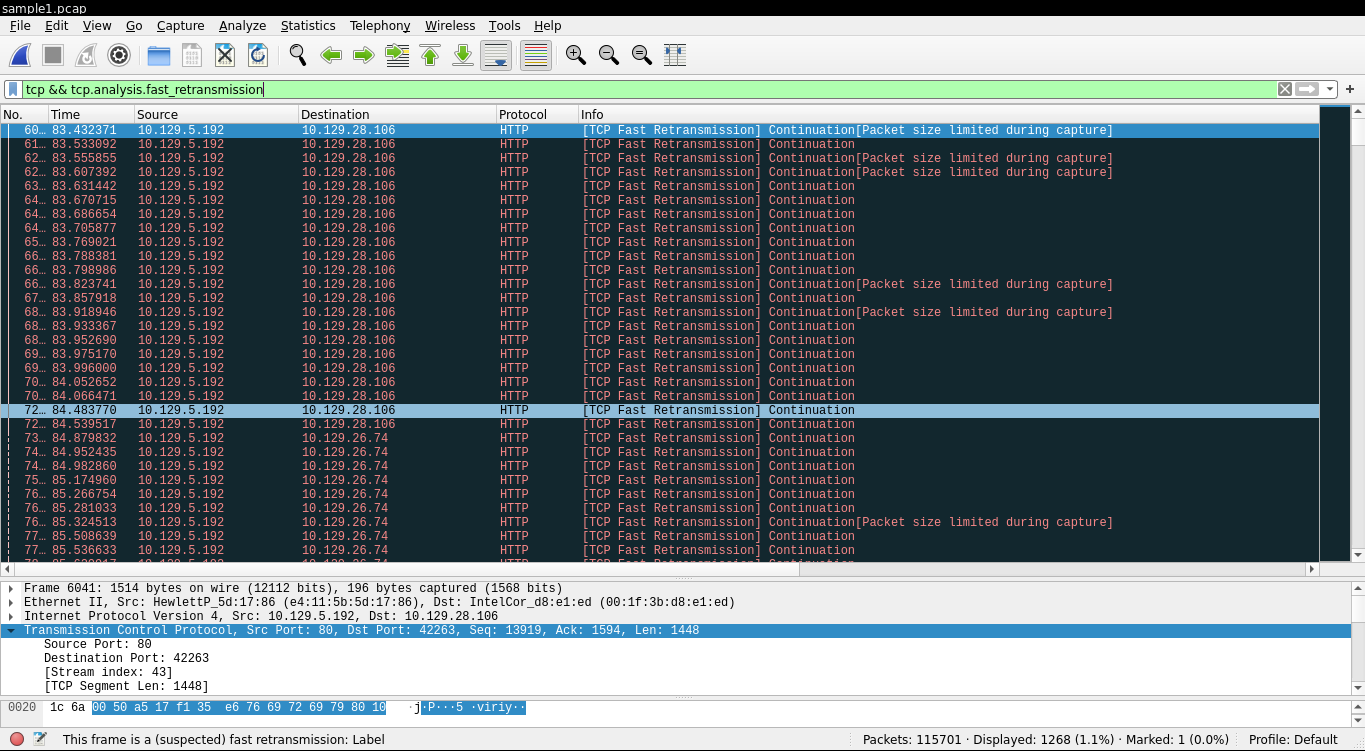 sample1.pcap
File Edit View Go Capture Analyze Statistics Telephony Wireless Tools Help
tcp && tcp.analysis.fast_retransmission
No. Time Source Destination Protocol Info
60… 83.432371 10.129.5.192 10.129.28.106 HTTP [TCP Fast Retransmission] Continuation[Packet size limited during capture]
61… 83.533092 10.129.5.192 10.129.28.106 HTTP [TCP Fast Retransmission] Continuation
62… 83.555855 10.129.5.192 10.129.28.106 HTTP [TCP Fast Retransmission] Continuation[Packet size limited during capture]
62… 83.607392 10.129.5.192 10.129.28.106 HTTP [TCP Fast Retransmission] Continuation[Packet size limited during capture]
63… 83.631442 10.129.5.192 10.129.28.106 HTTP [TCP Fast Retransmission] Continuation
64… 83.670715 10.129.5.192 10.129.28.106 HTTP [TCP Fast Retransmission] Continuation
64… 83.686654 10.129.5.192 10.129.28.106 HTTP [TCP Fast Retransmission] Continuation
64… 83.705877 10.129.5.192 10.129.28.106 HTTP [TCP Fast Retransmission] Continuation
65… 83.769021 10.129.5.192 10.129.28.106 HTTP [TCP Fast Retransmission] Continuation
66… 83.788381 10.129.5.192 10.129.28.106 HTTP [TCP Fast Retransmission] Continuation
66… 83.798986 10.129.5.192 10.129.28.106 HTTP [TCP Fast Retransmission] Continuation
66… 83.823741 10.129.5.192 10.129.28.106 HTTP [TCP Fast Retransmission] Continuation[Packet size limited during capture]
67… 83.857918 10.129.5.192 10.129.28.106 HTTP [TCP Fast Retransmission] Continuation
68… 83.918946 10.129.5.192 10.129.28.106 HTTP [TCP Fast Retransmission] Continuation[Packet size limited during capture]
68… 83.933367 10.129.5.192 10.129.28.106 HTTP [TCP Fast Retransmission] Continuation
68… 83.952690 10.129.5.192 10.129.28.106 HTTP [TCP Fast Retransmission] Continuation
69… 83.975170 10.129.5.192 10.129.28.106 HTTP [TCP Fast Retransmission] Continuation
69… 83.996000 10.129.5.192 10.129.28.106 HTTP [TCP Fast Retransmission] Continuation
70… 84.052652 10.129.5.192 10.129.28.106 HTTP [TCP Fast Retransmission] Continuation
70… 84.066471 10.129.5.192 10.129.28.106 HTTP [TCP Fast Retransmission] Continuation
72… 84.483770 10.129.5.192 10.129.28.106 HTTP [TCP Fast Retransmission] Continuation
72… 84.539517 10.129.5.192 10.129.28.106 HTTP [TCP Fast Retransmission] Continuation
73… 84.879832 10.129.5.192 10.129.26.74 HTTP [TCP Fast Retransmission] Continuation
74… 84.952435 10.129.5.192 10.129.26.74 HTTP [TCP Fast Retransmission] Continuation
74… 84.982860 10.129.5.192 10.129.26.74 HTTP [TCP Fast Retransmission] Continuation
75… 85.174960 10.129.5.192 10.129.26.74 HTTP [TCP Fast Retransmission] Continuation
76… 85.266754 10.129.5.192 10.129.26.74 HTTP [TCP Fast Retransmission] Continuation
76… 85.281033 10.129.5.192 10.129.26.74 HTTP [TCP Fast Retransmission] Continuation
76… 85.324513 10.129.5.192 10.129.26.74 HTTP [TCP Fast Retransmission] Continuation[Packet size limited during capture]
77… 85.508639 10.129.5.192 10.129.26.74 HTTP [TCP Fast Retransmission] Continuation
77… 85.536633 10.129.5.192 10.129.26.74 HTTP [TCP Fast Retransmission] Continuation
Frame 6041: 1514 bytes on wire (12112 bits), 196 bytes captured (1568 bits)
Ethernet II, Src: HewlettP_5d:17:86 (e4:11:5b:5d:17:86), Dst: IntelCor_d8:e1:ed (00:1f:3b:d8:e1:ed)
Internet Protocol Version 4, Src: 10.129.5.192, Dst: 10.129.28.106
Transmission Control Protocol, Src Port: 80, Dst Port: 42263, Seq: 13919, Ack: 1594, Len: 1448
Source Port: 80
Destination Port: 42263
[Stream index: 43]
[TCP Segment Len: 1448]
0020 1c 6a 00 50 a5 17 f1 35 e6 76 69 72 69 79 80 10 ·j·P···5 ·viriy··
This frame is a (suspected) fast retransmission: Label Packets: 115701 · Displayed: 1268 (1.1%) · Marked: 1 (0.0%) Profile: Default